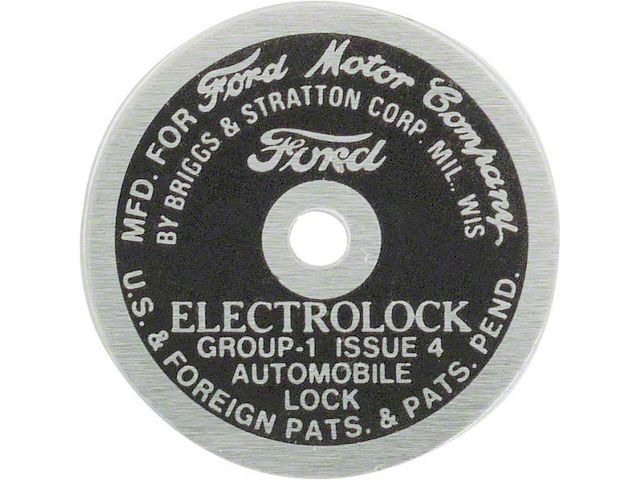 MFD. FOR Ford Motor Company
BY BRIGGS & STRATTON CORP. MIL., WIS
Ford
ELECTROLOCK
GROUP-1 ISSUE 4
AUTOMOBILE
LOCK
U.S. & FOREIGN PATS. & PATS. PEND.